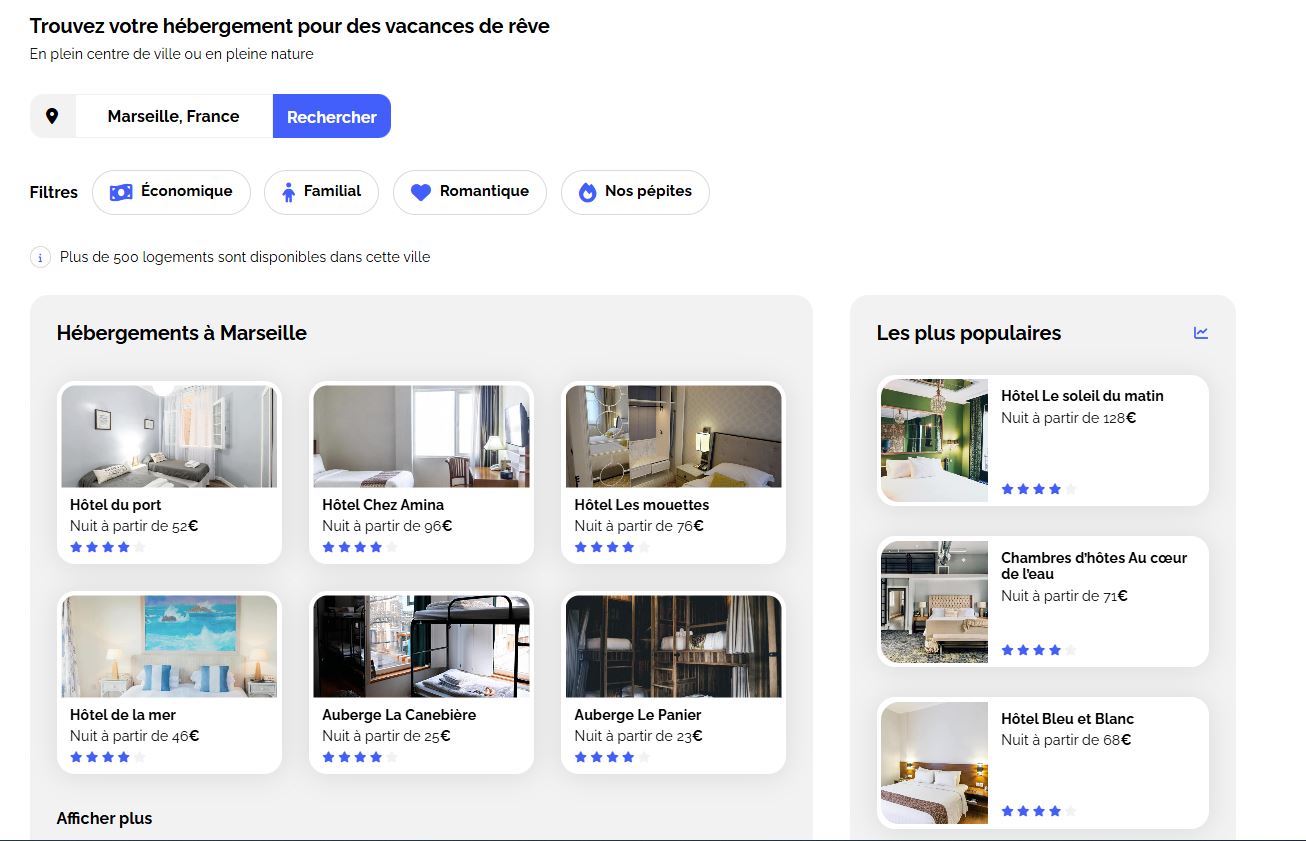 Trouvez votre hébergement pour des vacances de rêve
En plein centre de ville ou en pleine nature
Marseille, France
Rechercher
Filtres
Économique
Familial
Romantique
Nos pépites
Plus de 500 logements sont disponibles dans cette ville
Hébergements à Marseille
Hôtel du port
Nuit à partir de 52€
Hôtel Chez Amina
Nuit à partir de 96€
Hôtel Les mouettes
Nuit à partir de 76€
Hôtel de la mer
Nuit à partir de 46€
Auberge La Canebière
Nuit à partir de 25€
Auberge Le Panier
Nuit à partir de 23€
Afficher plus
Les plus populaires
Hôtel Le soleil du matin
Nuit à partir de 128€
Chambres d'hôtes Au cœur
de l'eau
Nuit à partir de 71€
Hôtel Bleu et Blanc
Nuit à partir de 68€